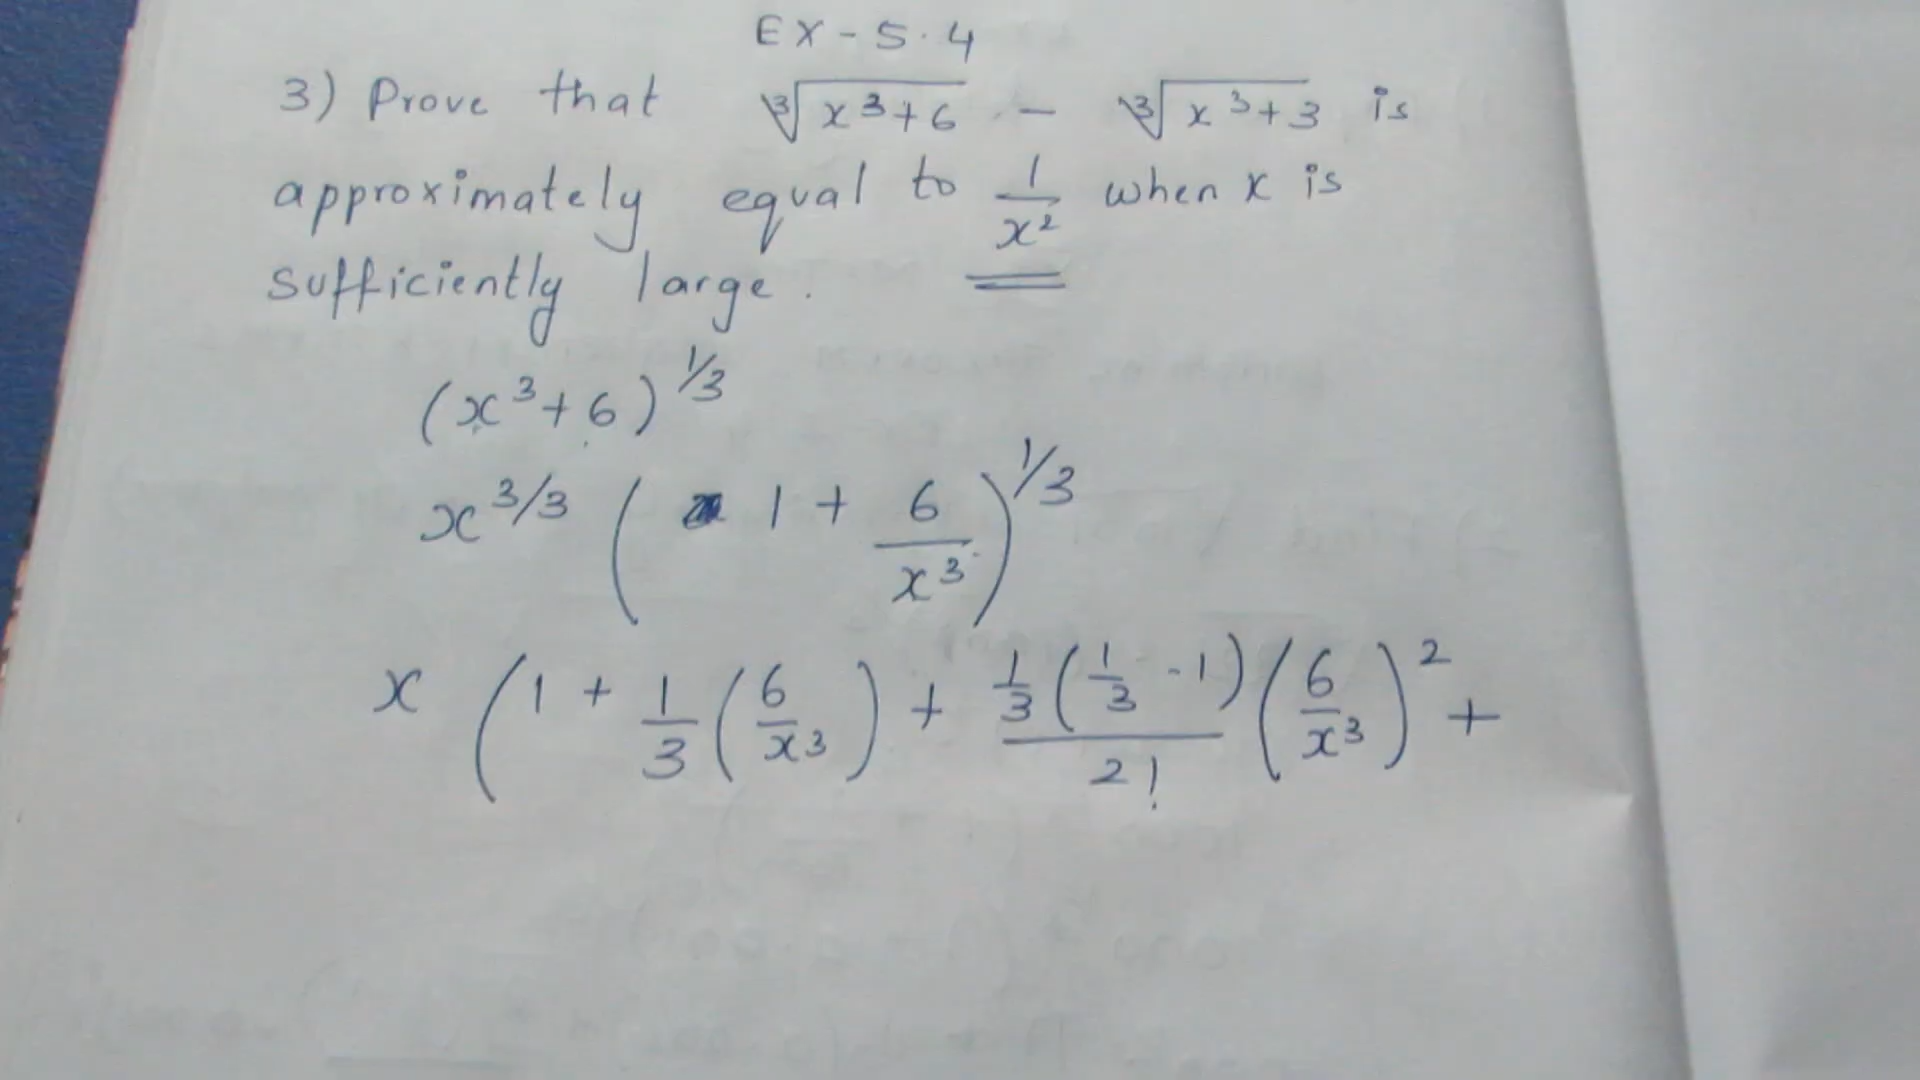 EX - 5.4
3) Prove that ∛(x³+6) - ∛(x³+3) is
approximately equal to 1/x² when x is
sufficiently large.
(x³+6)^1/3
x^3/3 (1 + 6/x³)^1/3
x (1 + 1/3 (6/x³) + 1/3(1/3 -1)/2! (6/x³)² +